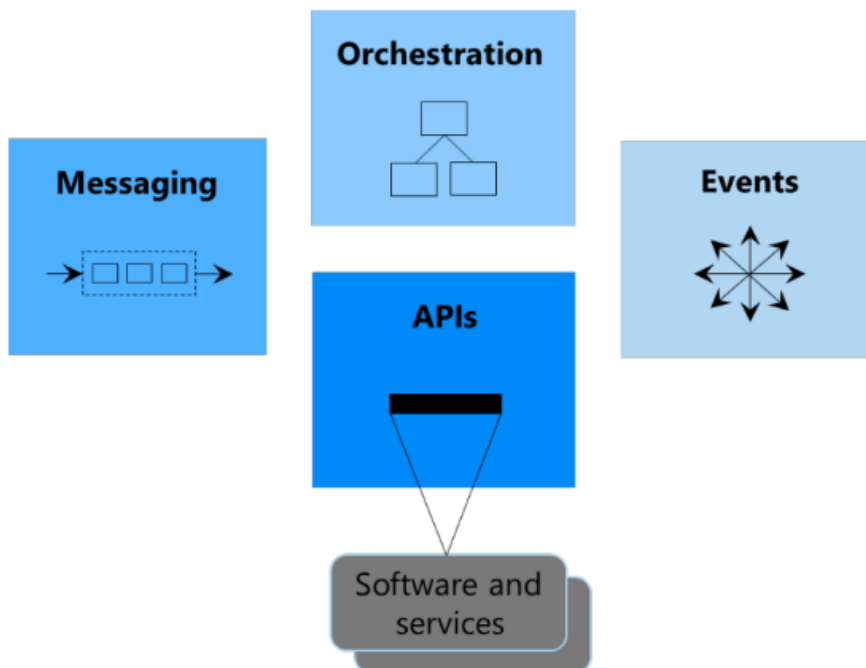 Orchestration
Messaging
Events
APIs
Software and
services